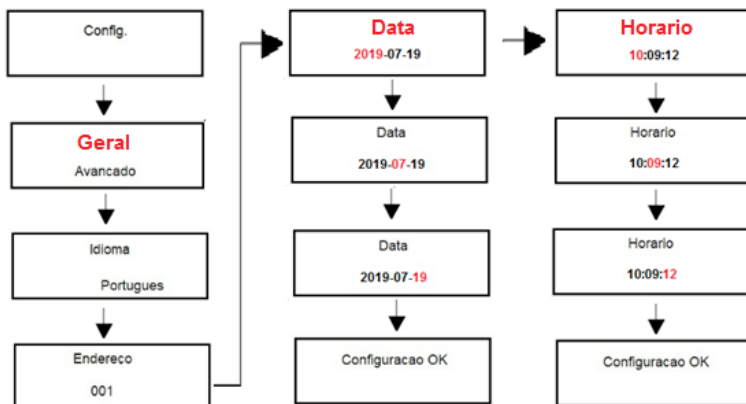 Config.
Geral
Avancado
Idioma
Portugues
Endereco
001
Data
2019-07-19
Data
2019-07-19
Data
2019-07-19
Configuracao OK
Horario
10:09:12
Horario
10:09:12
Horario
10:09:12
Configuracao OK